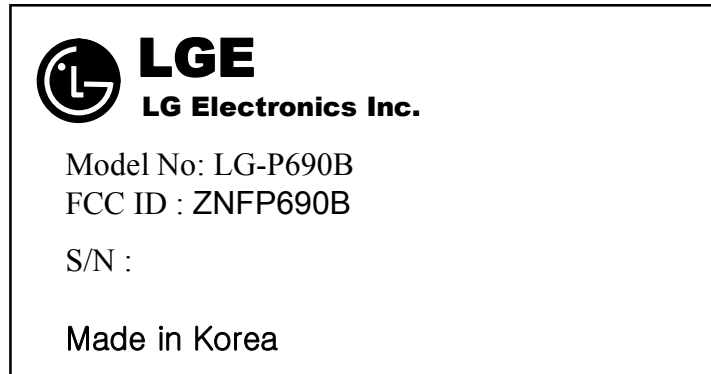 LGE
LG Electronics Inc.
Model No: LG-P690B
FCC ID : ZNFP690B
S/N :
Made in Korea